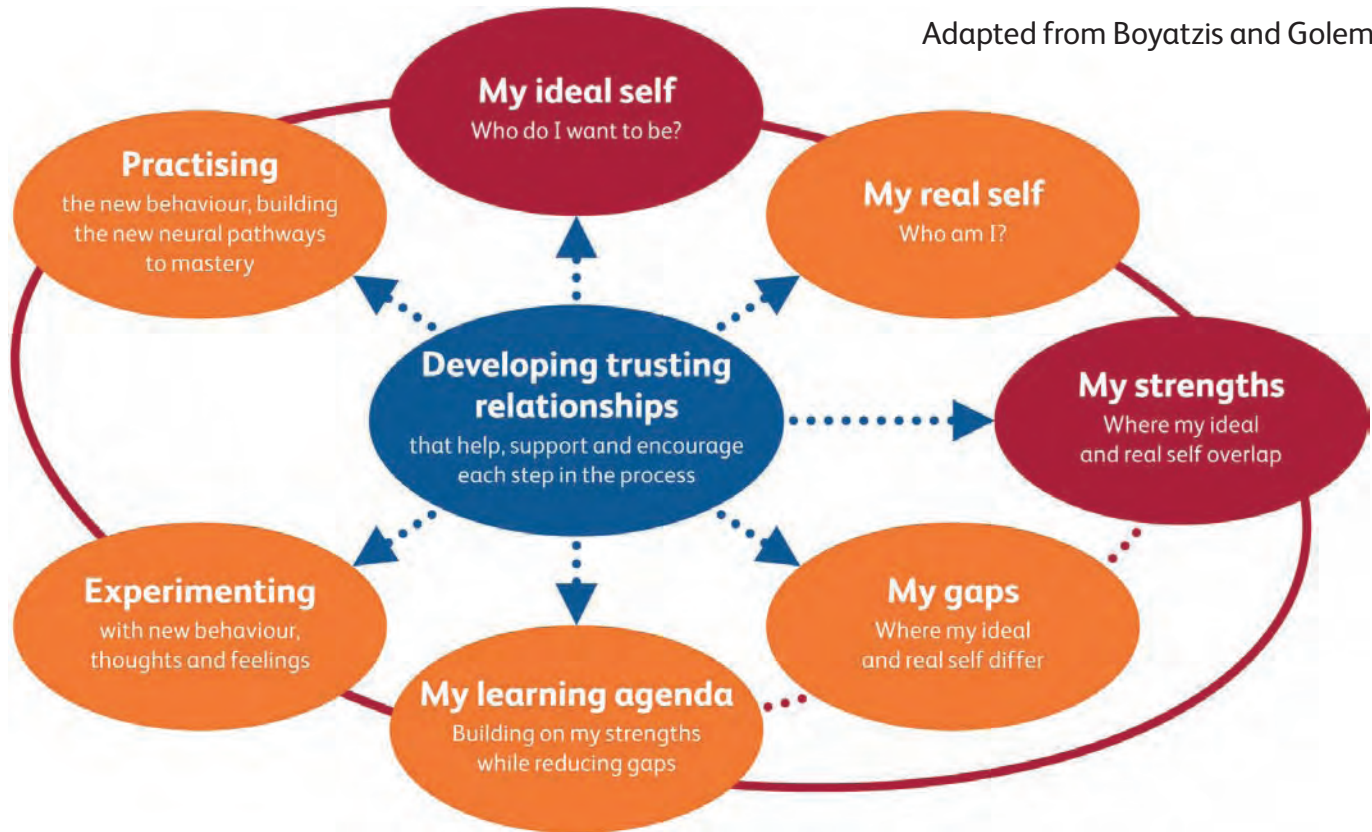 Adapted from Boyatzis and Golem
My ideal self
Who do I want to be?
My real self
Who am I?
My strengths
Where my ideal
and real self overlap
My gaps
Where my ideal
and real self differ
My learning agenda
Building on my strengths
while reducing gaps
Experimenting
with new behaviour,
thoughts and feelings
Practising
the new behaviour, building
the new neural pathways
to mastery
Developing trusting
relationships
that help, support and encourage
each step in the process